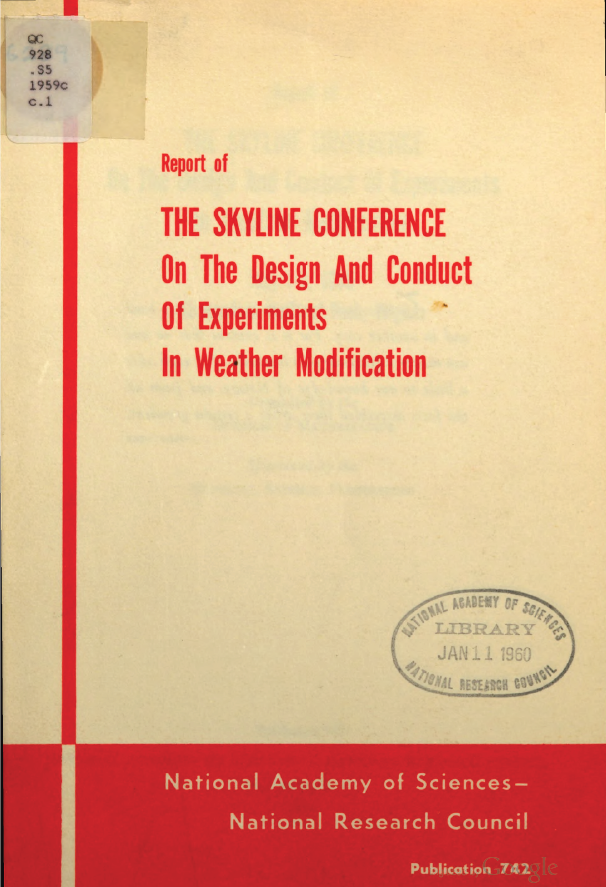 QC
928
.S5
1959c
c.1
Report of
THE SKYLINE CONFERENCE
On The Design And Conduct
Of Experiments
In Weather Modification
NATIONAL ACADEMY OF SCIENCES
LIBRARY
JAN 11 1960
NATIONAL RESEARCH COUNCIL
National Academy of Sciences—
National Research Council
Publication 742
Google